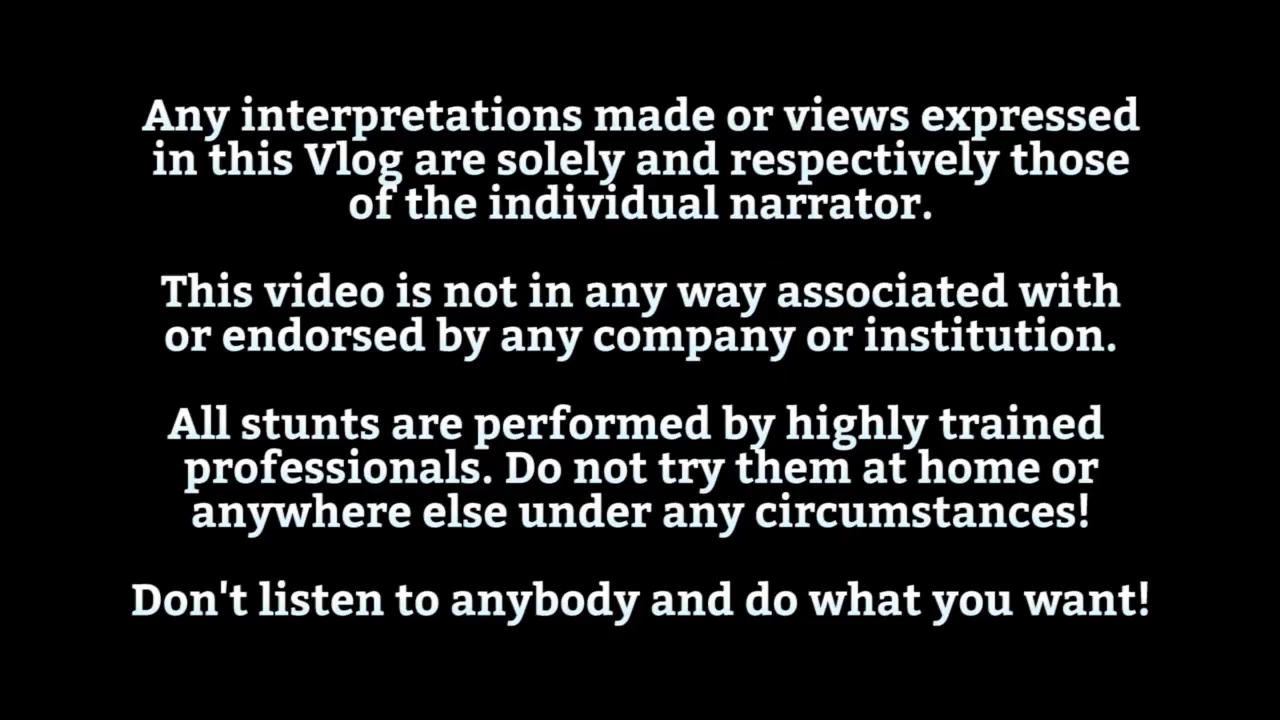 Any interpretations made or views expressed
in this Vlog are solely and respectively those
of the individual narrator.
This video is not in any way associated with
or endorsed by any company or institution.
All stunts are performed by highly trained
professionals. Do not try them at home or
anywhere else under any circumstances!
Don't listen to anybody and do what you want!